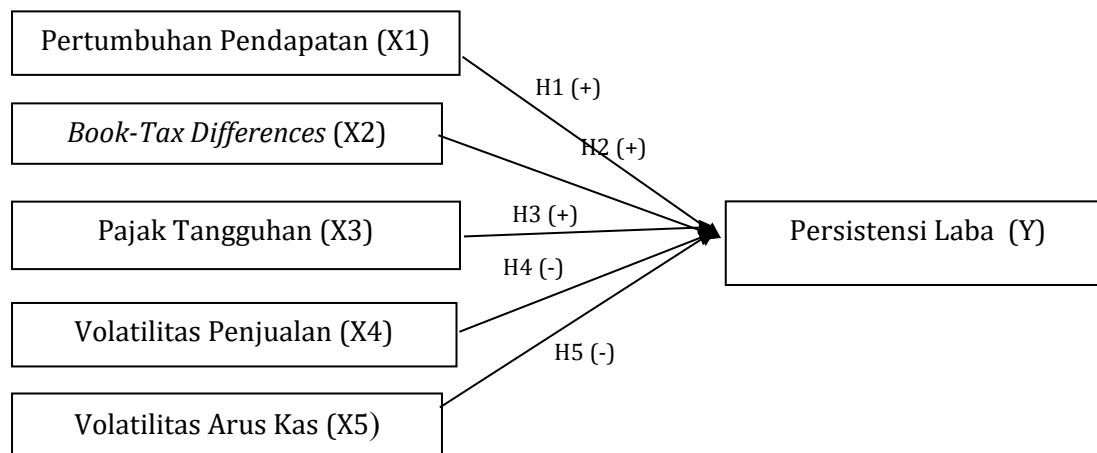 Pertumbuhan Pendapatan (X1)
H1 (+)
Book-Tax Differences (X2)
H2 (+)
Pajak Tangguhan (X3)
H3 (+)
Persistensi Laba (Y)
H4 (-)
Volatilitas Penjualan (X4)
H5 (-)
Volatilitas Arus Kas (X5)